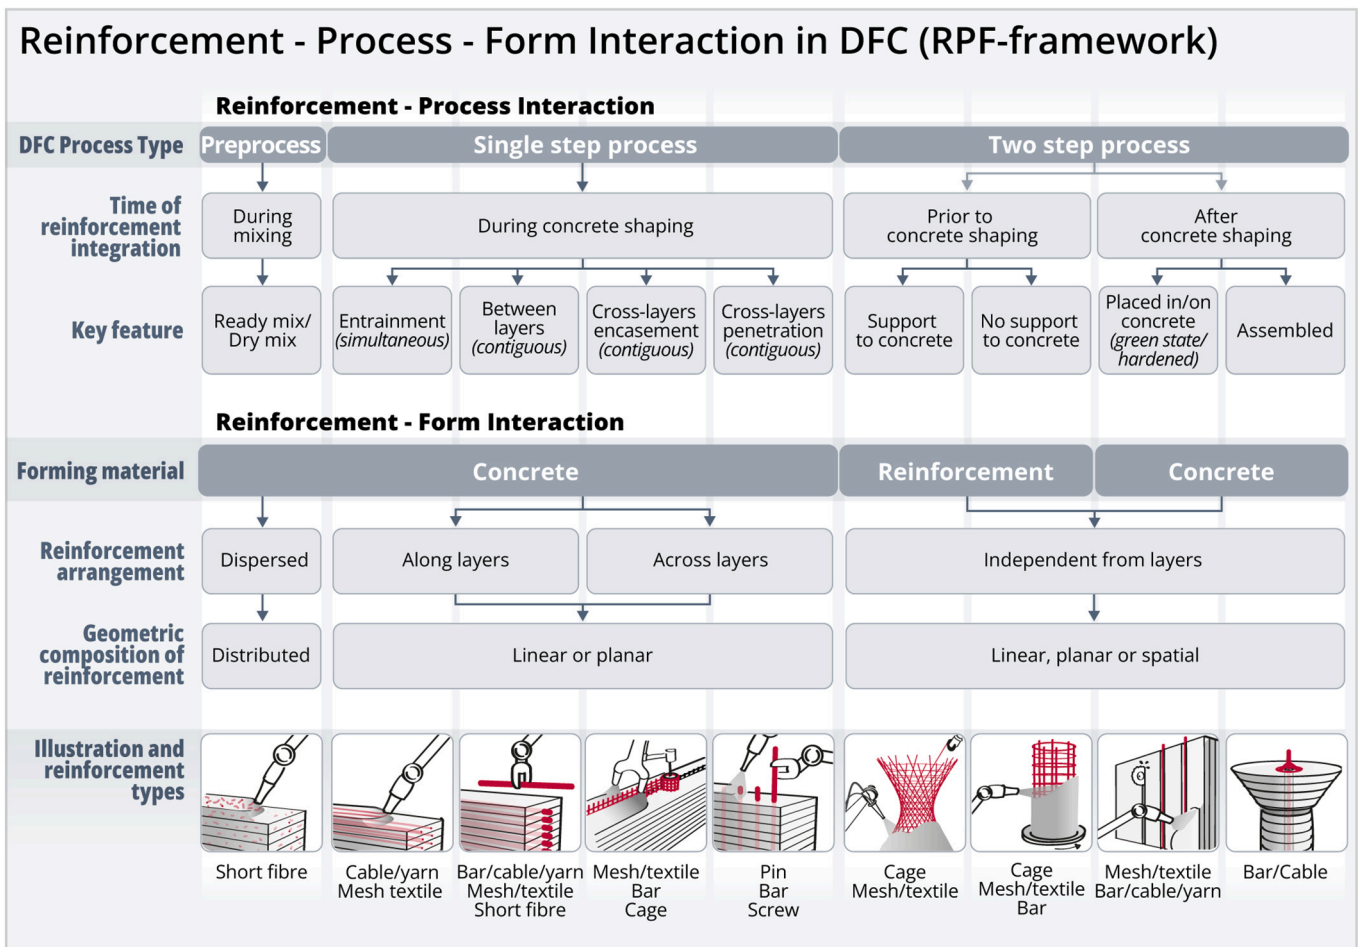 Reinforcement - Process - Form Interaction in DFC (RPF-framework)
Reinforcement - Process Interaction
DFC Process Type
Preprocess
Single step process
Two step process
Time of
reinforcement
integration
During
mixing
During concrete shaping
Prior to
concrete shaping
After
concrete shaping
Key feature
Ready mix/
Dry mix
Entrainment
(simultaneous)
Between
layers
(contiguous)
Cross-layers
encasement
(contiguous)
Cross-layers
penetration
(contiguous)
Support
to concrete
No support
to concrete
Placed in/on
concrete
(green state/
hardened)
Assembled
Reinforcement - Form Interaction
Forming material
Concrete
Reinforcement
Concrete
Reinforcement
arrangement
Dispersed
Along layers
Across layers
Independent from layers
Geometric
composition of
reinforcement
Distributed
Linear or planar
Linear, planar or spatial
Illustration and
reinforcement
types
Short fibre
Cable/yarn
Mesh textile
Bar/cable/yarn
Mesh/textile
Short fibre
Mesh/textile
Bar
Cage
Pin
Bar
Screw
Cage
Mesh/textile
Cage
Mesh/textile
Bar
Mesh/textile
Bar/cable/yarn
Bar/Cable